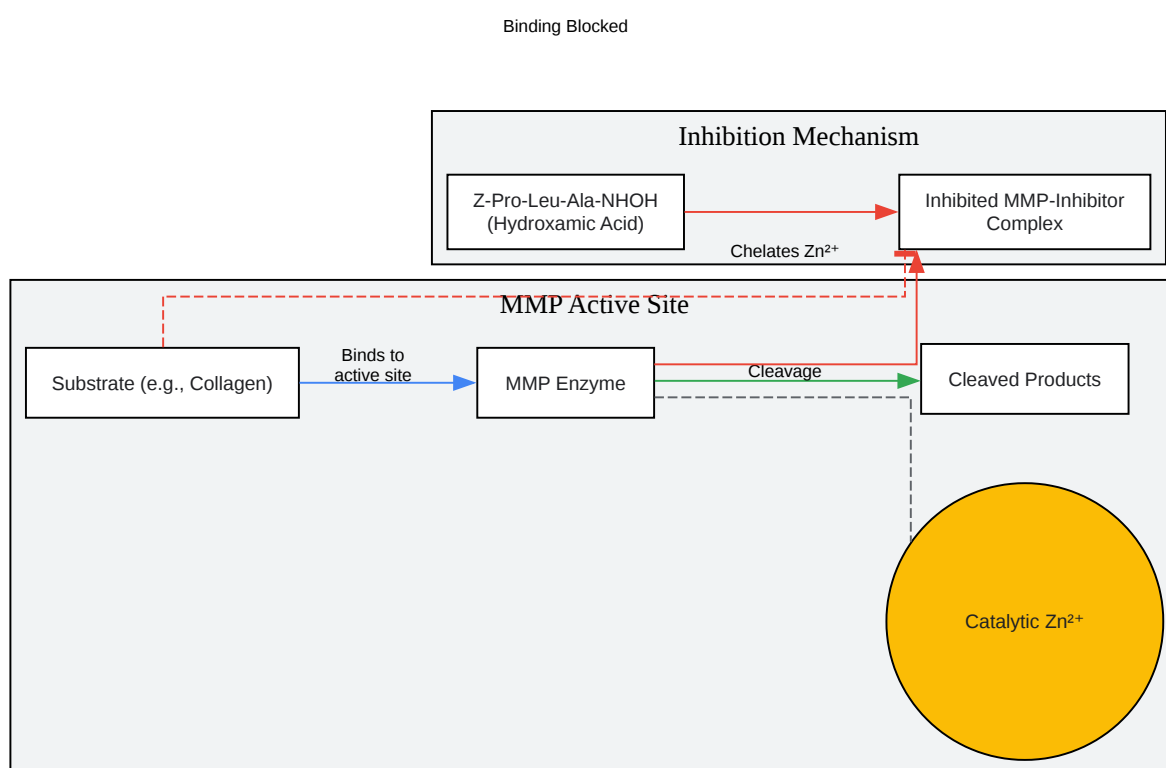 Binding Blocked
Inhibition Mechanism
Z-Pro-Leu-Ala-NHOH
(Hydroxamic Acid)
Inhibited MMP-Inhibitor
Complex
Chelates Zn²⁺
MMP Active Site
Substrate (e.g., Collagen)
Binds to
active site
MMP Enzyme
Cleavage
Cleaved Products
Catalytic Zn²⁺